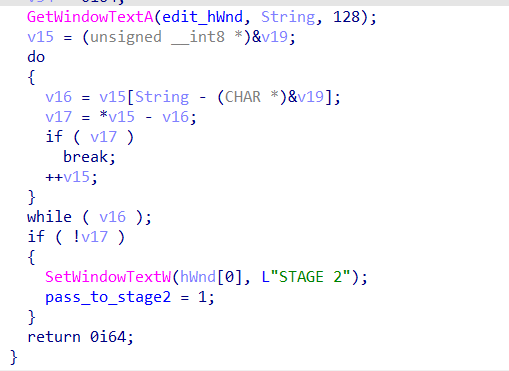 GetWindowTextA(edit_hWnd, String, 128);
v15 = (unsigned __int8 *)&v19;
do
{
v16 = v15[String - (CHAR *)&v19];
v17 = *v15 - v16;
if ( v17 )
break;
++v15;
}
while ( v16 );
if ( !v17 )
{
SetWindowTextW(hWnd[0], L"STAGE 2");
pass_to_stage2 = 1;
}
return 0i64;
}